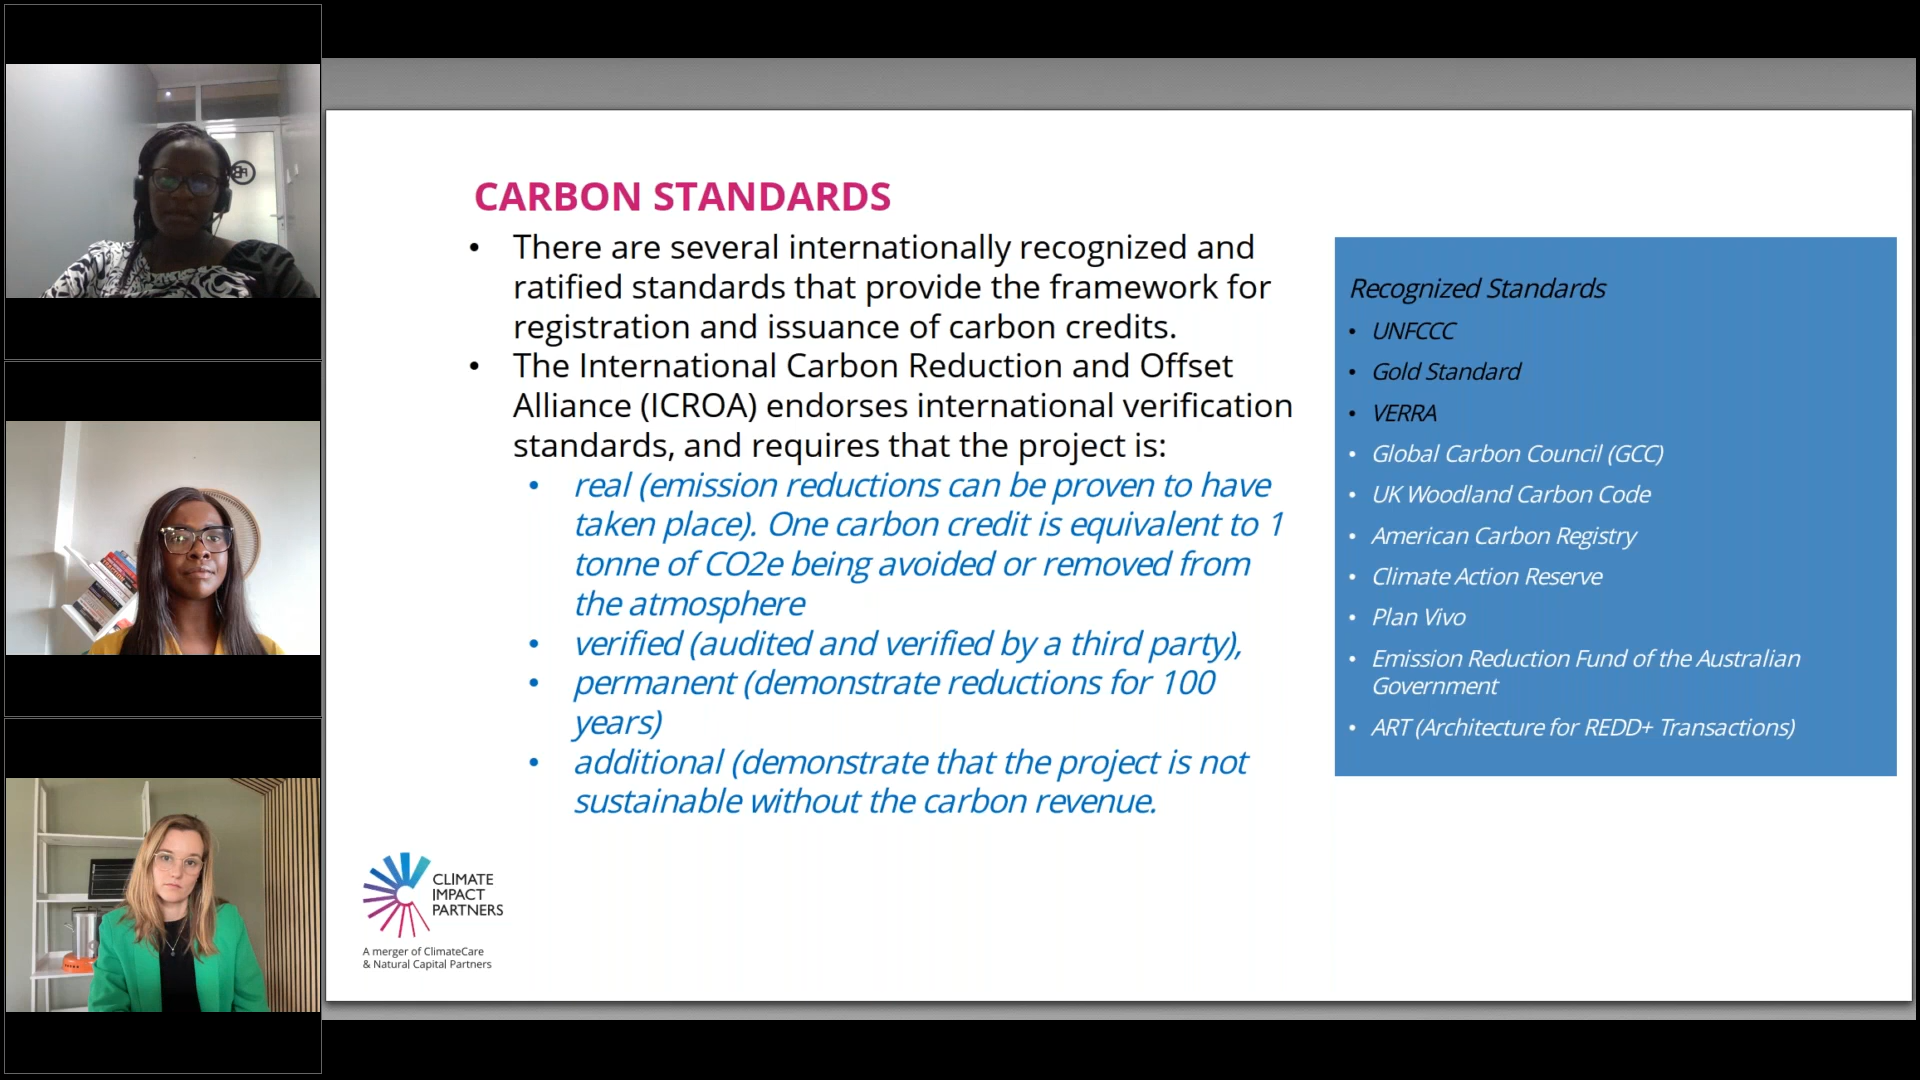 CARBON STANDARDS
• There are several internationally recognized and
ratified standards that provide the framework for
registration and issuance of carbon credits.
• The International Carbon Reduction and Offset
Alliance (ICROA) endorses international verification
standards, and requires that the project is:
• real (emission reductions can be proven to have
taken place). One carbon credit is equivalent to 1
tonne of CO2e being avoided or removed from
the atmosphere
• verified (audited and verified by a third party),
• permanent (demonstrate reductions for 100
years)
• additional (demonstrate that the project is not
sustainable without the carbon revenue.
Recognized Standards
• UNFCCC
• Gold Standard
• VERRA
• Global Carbon Council (GCC)
• UK Woodland Carbon Code
• American Carbon Registry
• Climate Action Reserve
• Plan Vivo
• Emission Reduction Fund of the Australian
Government
• ART (Architecture for REDD+ Transactions)
CLIMATE
IMPACT
PARTNERS
A merger of ClimateCare
& Natural Capital Partners